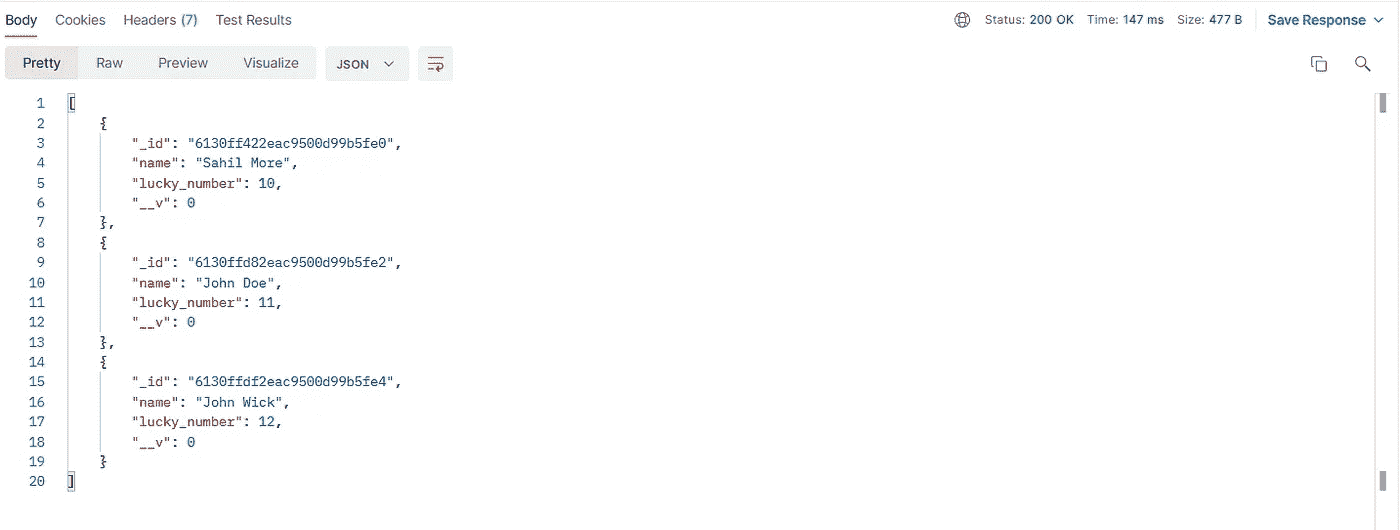 Body Cookies Headers (7) Test Results Status: 200 OK Time: 147 ms Size: 477 B Save Response
Pretty Raw Preview Visualize JSON
1 [
2 {
3 "_id": "6130ff422eac9500d99b5fe0",
4 "name": "Sahil More",
5 "lucky_number": 10,
6 "__v": 0
7 },
8 {
9 "_id": "6130ffd82eac9500d99b5fe2",
10 "name": "John Doe",
11 "lucky_number": 11,
12 "__v": 0
13 },
14 {
15 "_id": "6130ffdf2eac9500d99b5fe4",
16 "name": "John Wick",
17 "lucky_number": 12,
18 "__v": 0
19 }
20 ]